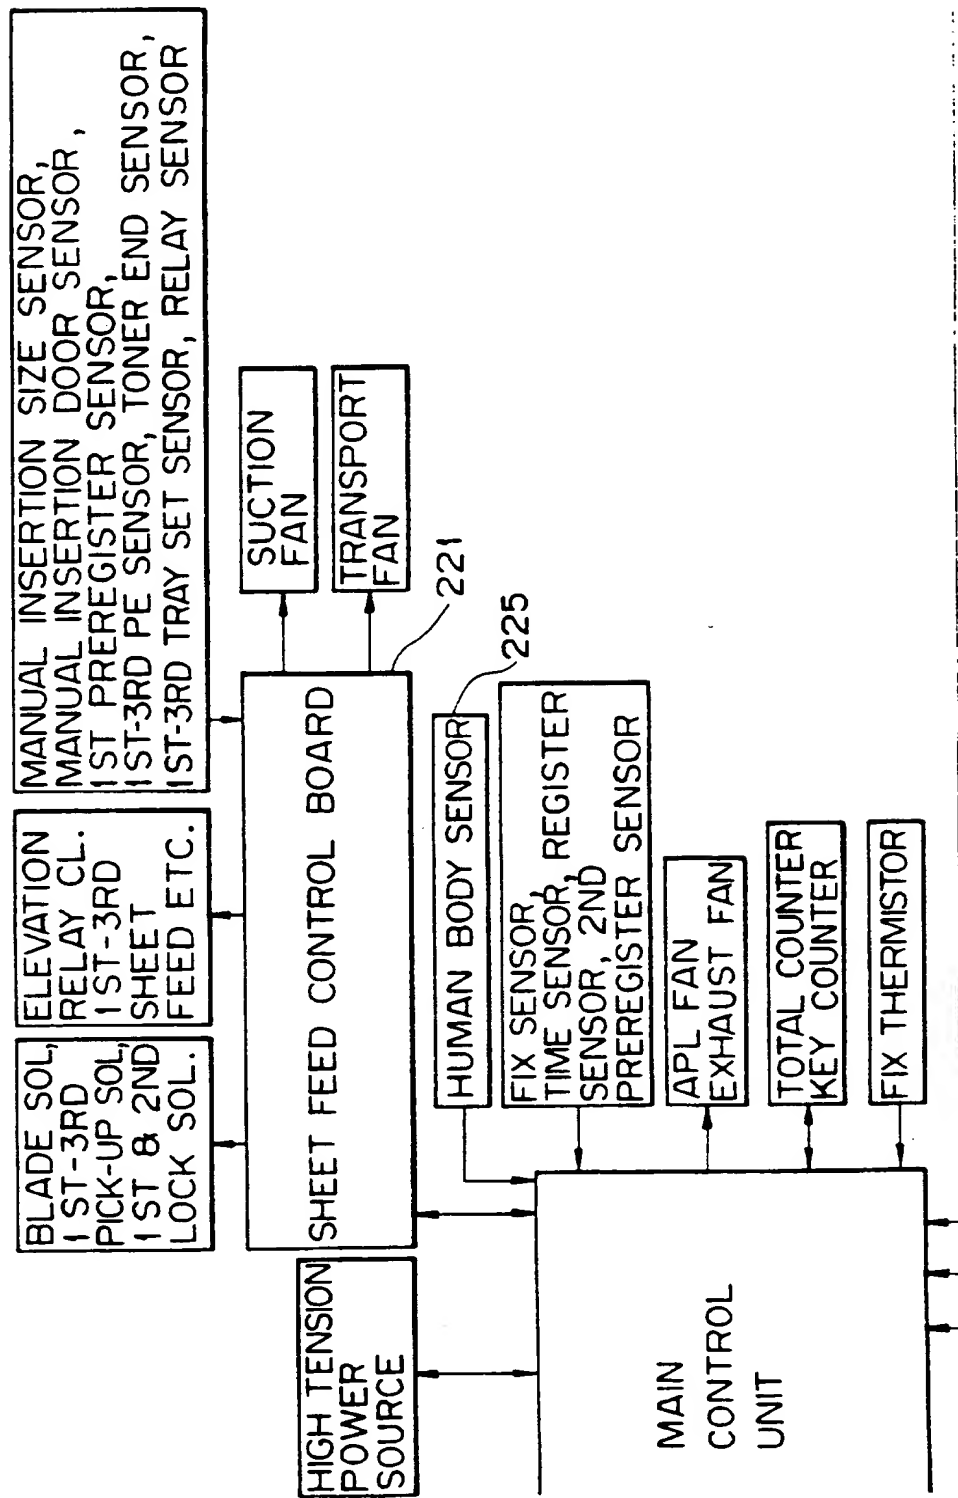 BLADE SOL,
1ST-3RD
PICK-UP SOL,
1ST & 2ND
LOCK SOL.
ELEVATION
RELAY CL.
1ST-3RD
SHEET
FEED ETC.
MANUAL INSERTION SIZE SENSOR,
MANUAL INSERTION DOOR SENSOR,
1ST PREREGISTER SENSOR,
1ST-3RD PE SENSOR, TONER END SENSOR,
1ST-3RD TRAY SET SENSOR, RELAY SENSOR
SHEET FEED CONTROL BOARD
221
SUCTION
FAN
TRANSPORT
FAN
HIGH TENSION
POWER
SOURCE
HUMAN BODY SENSOR
225
FIX SENSOR,
TIME SENSOR, REGISTER
SENSOR, 2ND
PREREGISTER SENSOR
APL FAN
EXHAUST FAN
TOTAL COUNTER
KEY COUNTER
FIX THERMISTOR
MAIN
CONTROL
UNIT